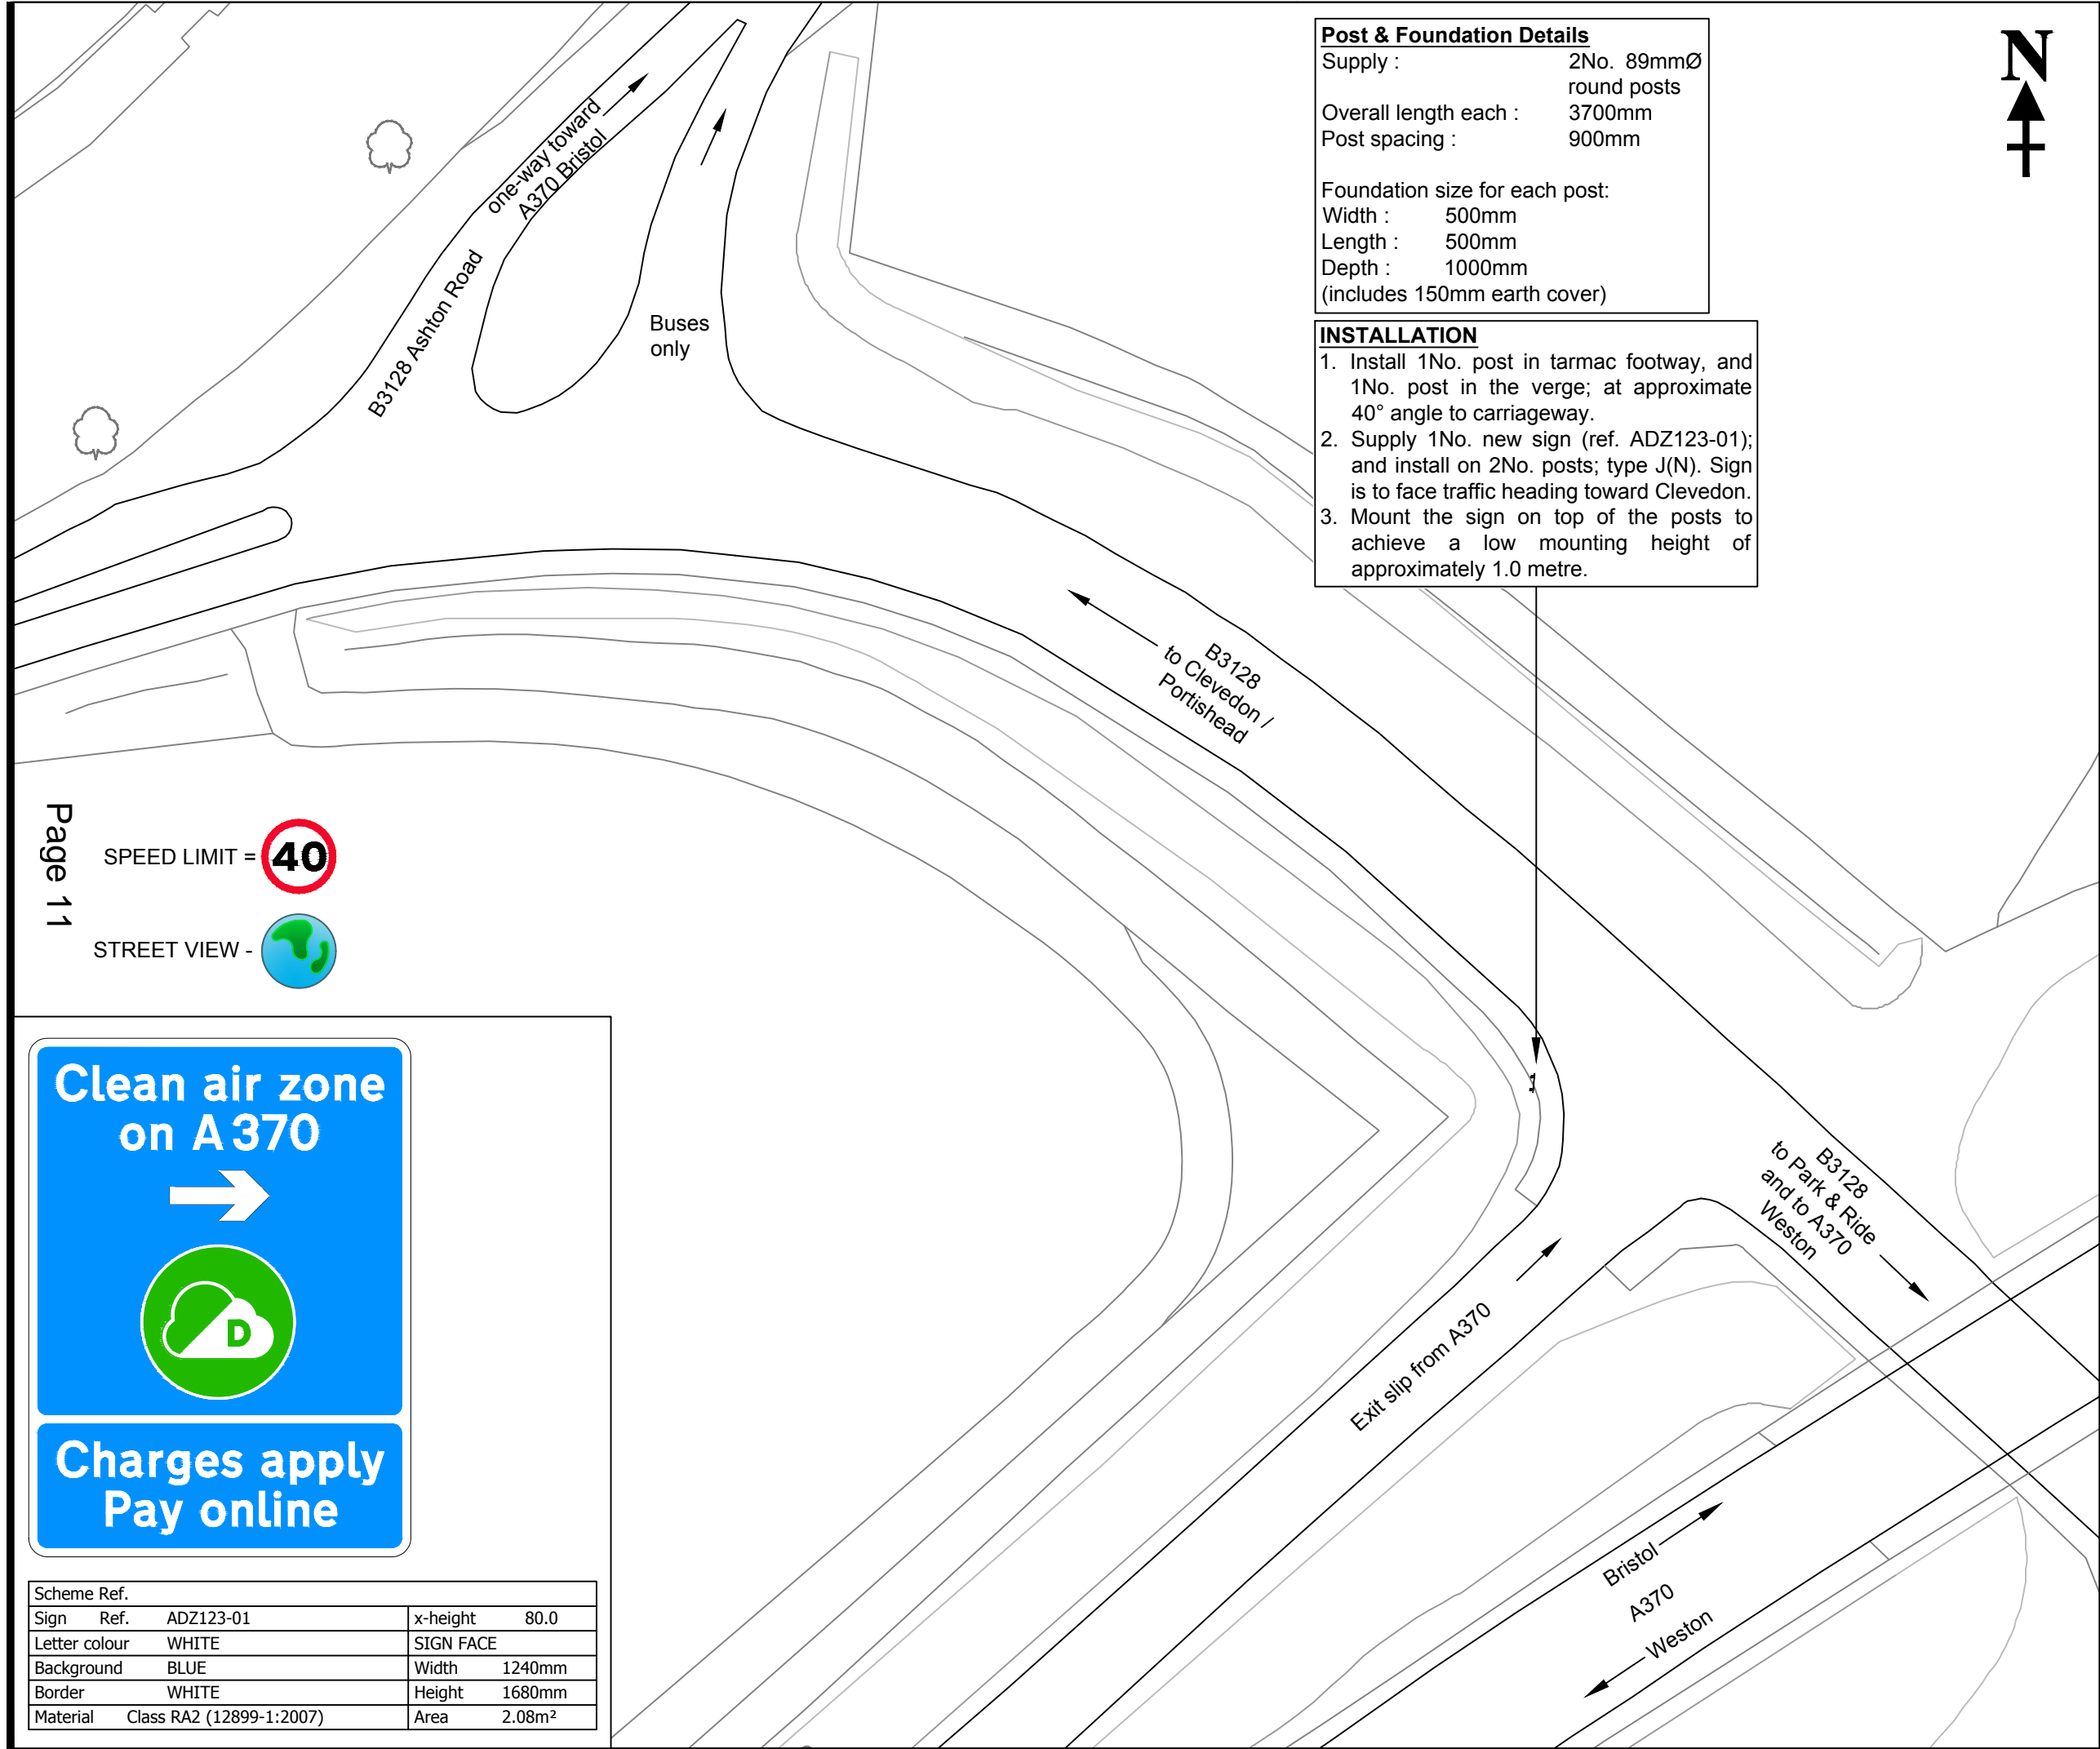 Post & Foundation Details
Supply : 2No. 89mmØ
round posts
Overall length each : 3700mm
Post spacing : 900mm
Foundation size for each post:
Width : 500mm
Length : 500mm
Depth : 1000mm
(includes 150mm earth cover)
N
INSTALLATION
1. Install 1No. post in tarmac footway, and
1No. post in the verge; at approximate
40° angle to carriageway.
2. Supply 1No. new sign (ref. ADZ123-01);
and install on 2No. posts; type J(N). Sign
is to face traffic heading toward Clevedon.
3. Mount the sign on top of the posts to
achieve a low mounting height of
approximately 1.0 metre.
one-way toward
A370 Bristol
B3128 Ashton Road
Buses
only
B3128
to Clevedon /
Portishead
Page 11
SPEED LIMIT = 40
STREET VIEW -
B3128
to Park & Ride
and to A370
Weston
Exit slip from A370
Bristol
A370
Weston
Clean air zone
on A370
D
Charges apply
Pay online
Scheme Ref.
Sign Ref. ADZ123-01 x-height 80.0
Letter colour WHITE SIGN FACE
Background BLUE Width 1240mm
Border WHITE Height 1680mm
Material Class RA2 (12899-1:2007) Area 2.08m²